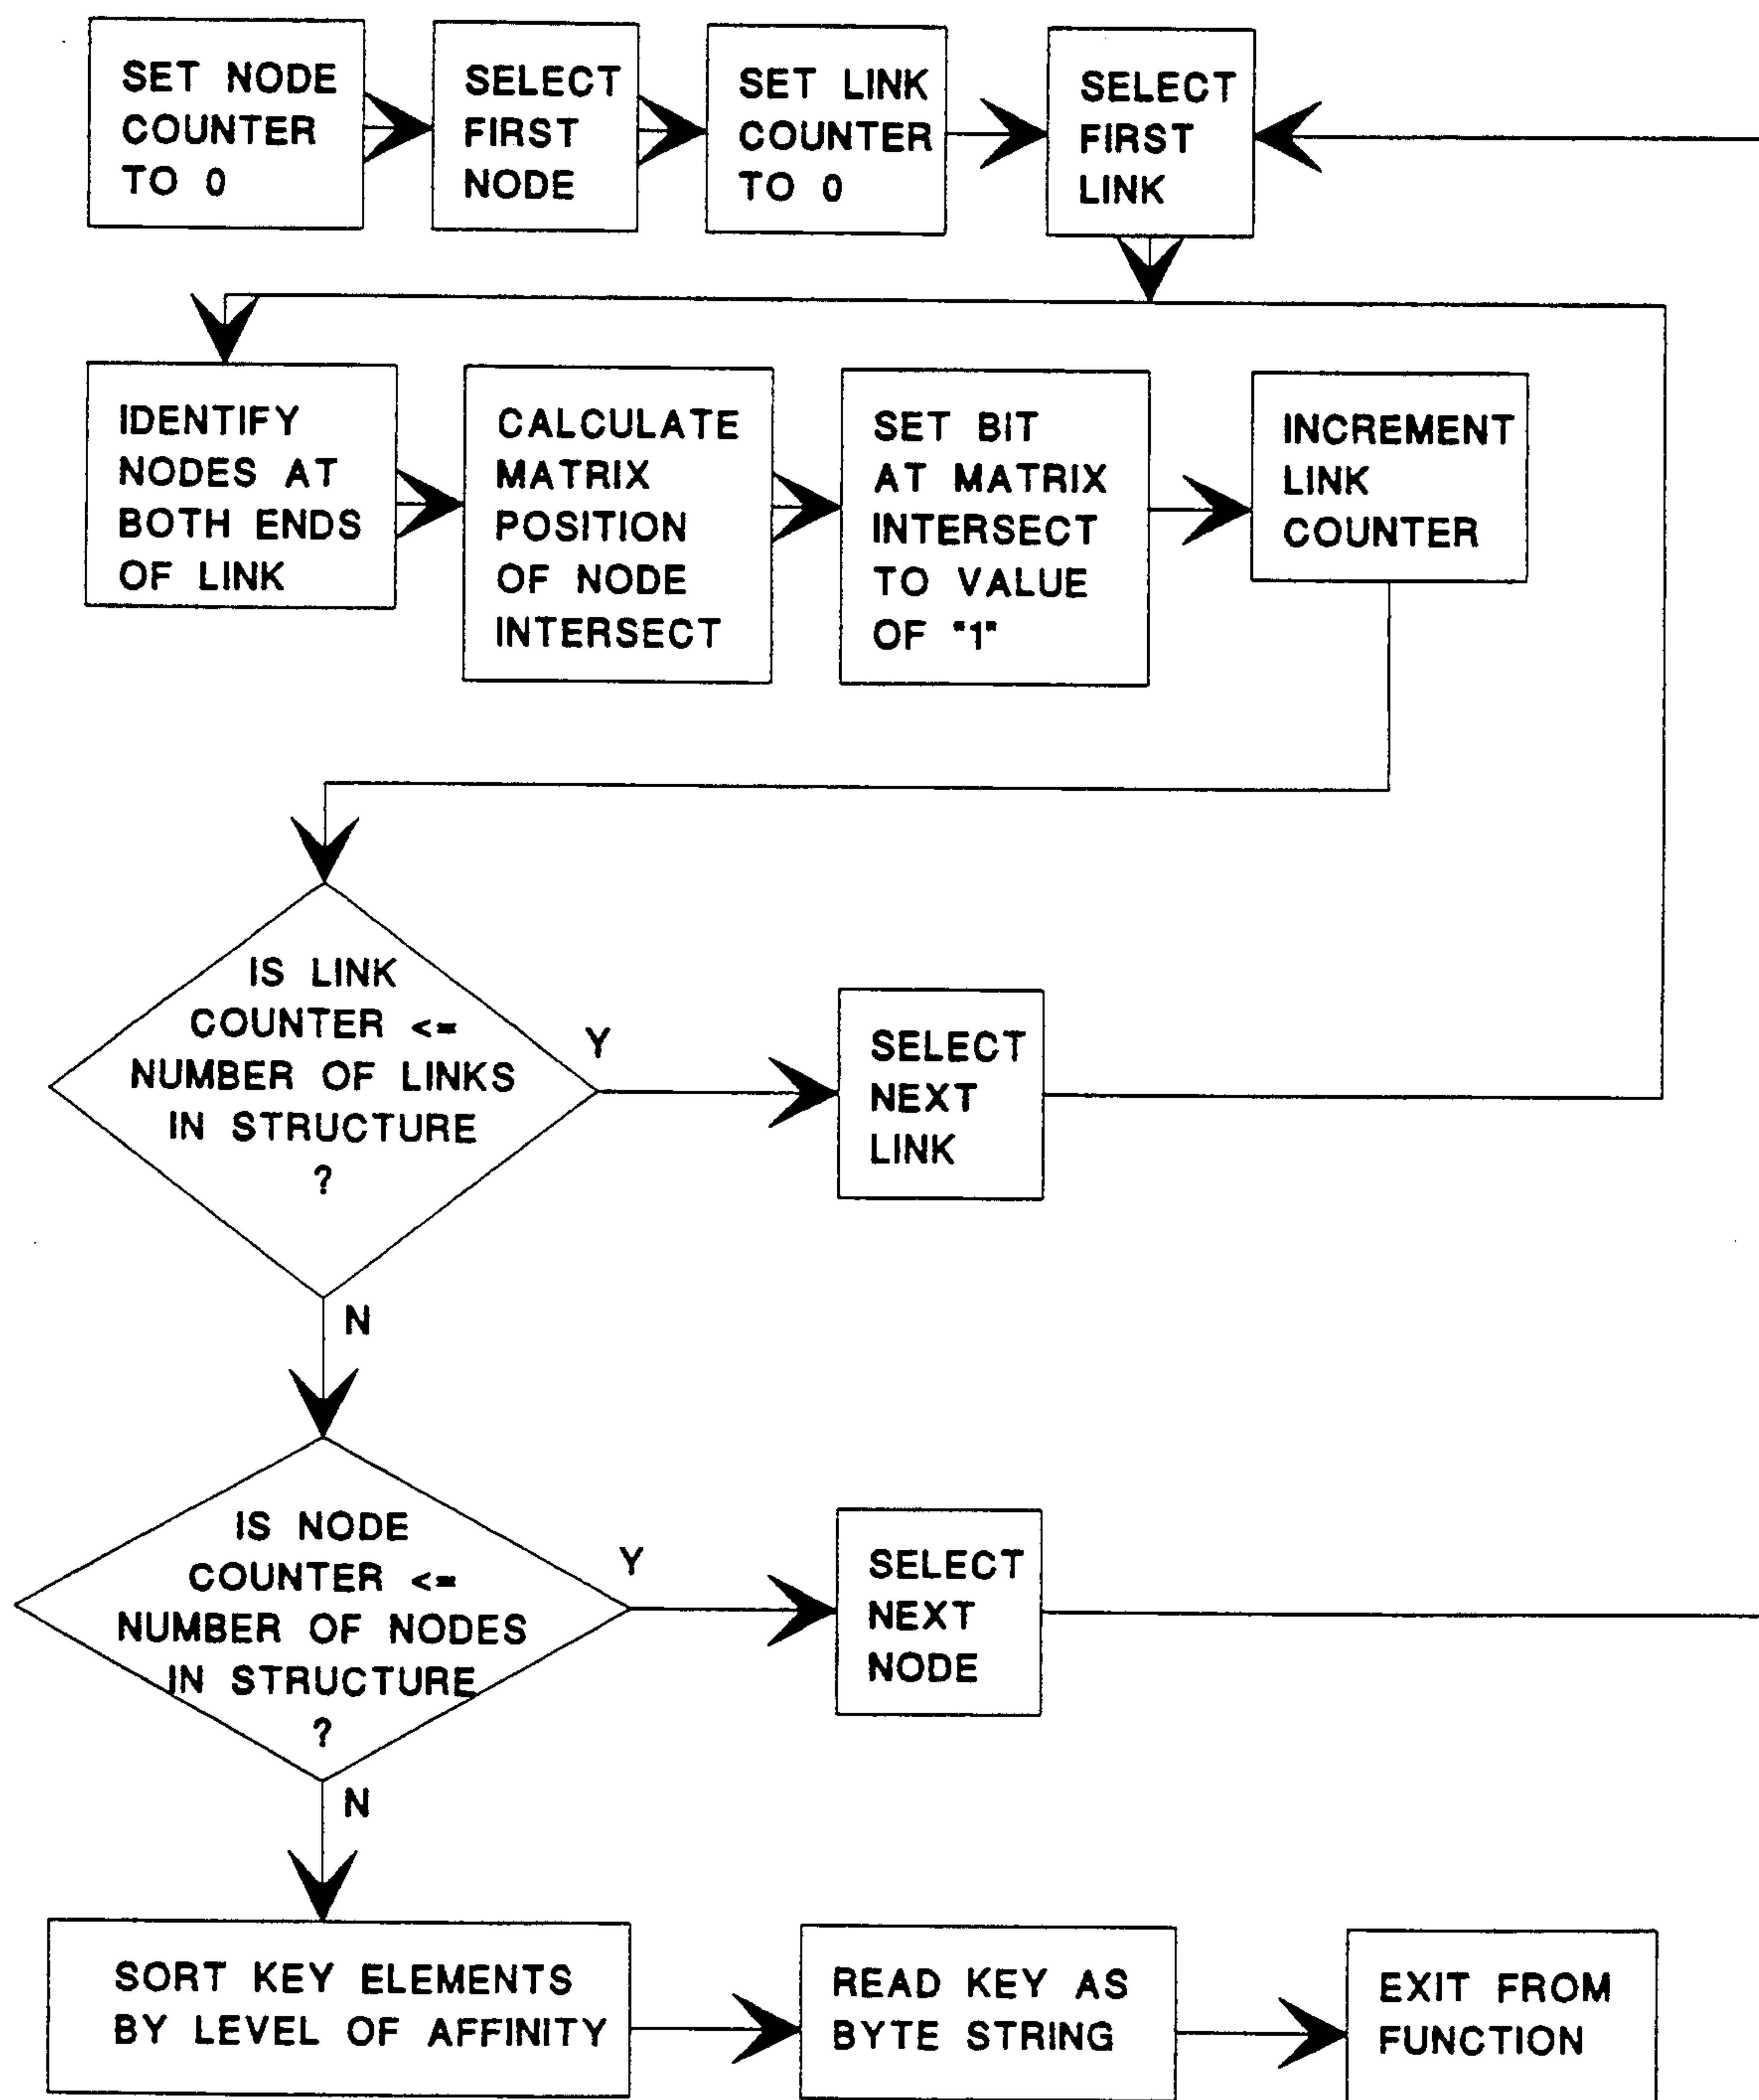 SET NODE
COUNTER
TO 0
SELECT
FIRST
NODE
SET LINK
COUNTER
TO 0
SELECT
FIRST
LINK
IDENTIFY
NODES AT
BOTH ENDS
OF LINK
CALCULATE
MATRIX
POSITION
OF NODE
INTERSECT
SET BIT
AT MATRIX
INTERSECT
TO VALUE
OF "1"
INCREMENT
LINK
COUNTER
IS LINK
COUNTER <=
NUMBER OF LINKS
IN STRUCTURE
?
Y
SELECT
NEXT
LINK
N
IS NODE
COUNTER <=
NUMBER OF NODES
IN STRUCTURE
?
Y
SELECT
NEXT
NODE
N
SORT KEY ELEMENTS
BY LEVEL OF AFFINITY
READ KEY AS
BYTE STRING
EXIT FROM
FUNCTION